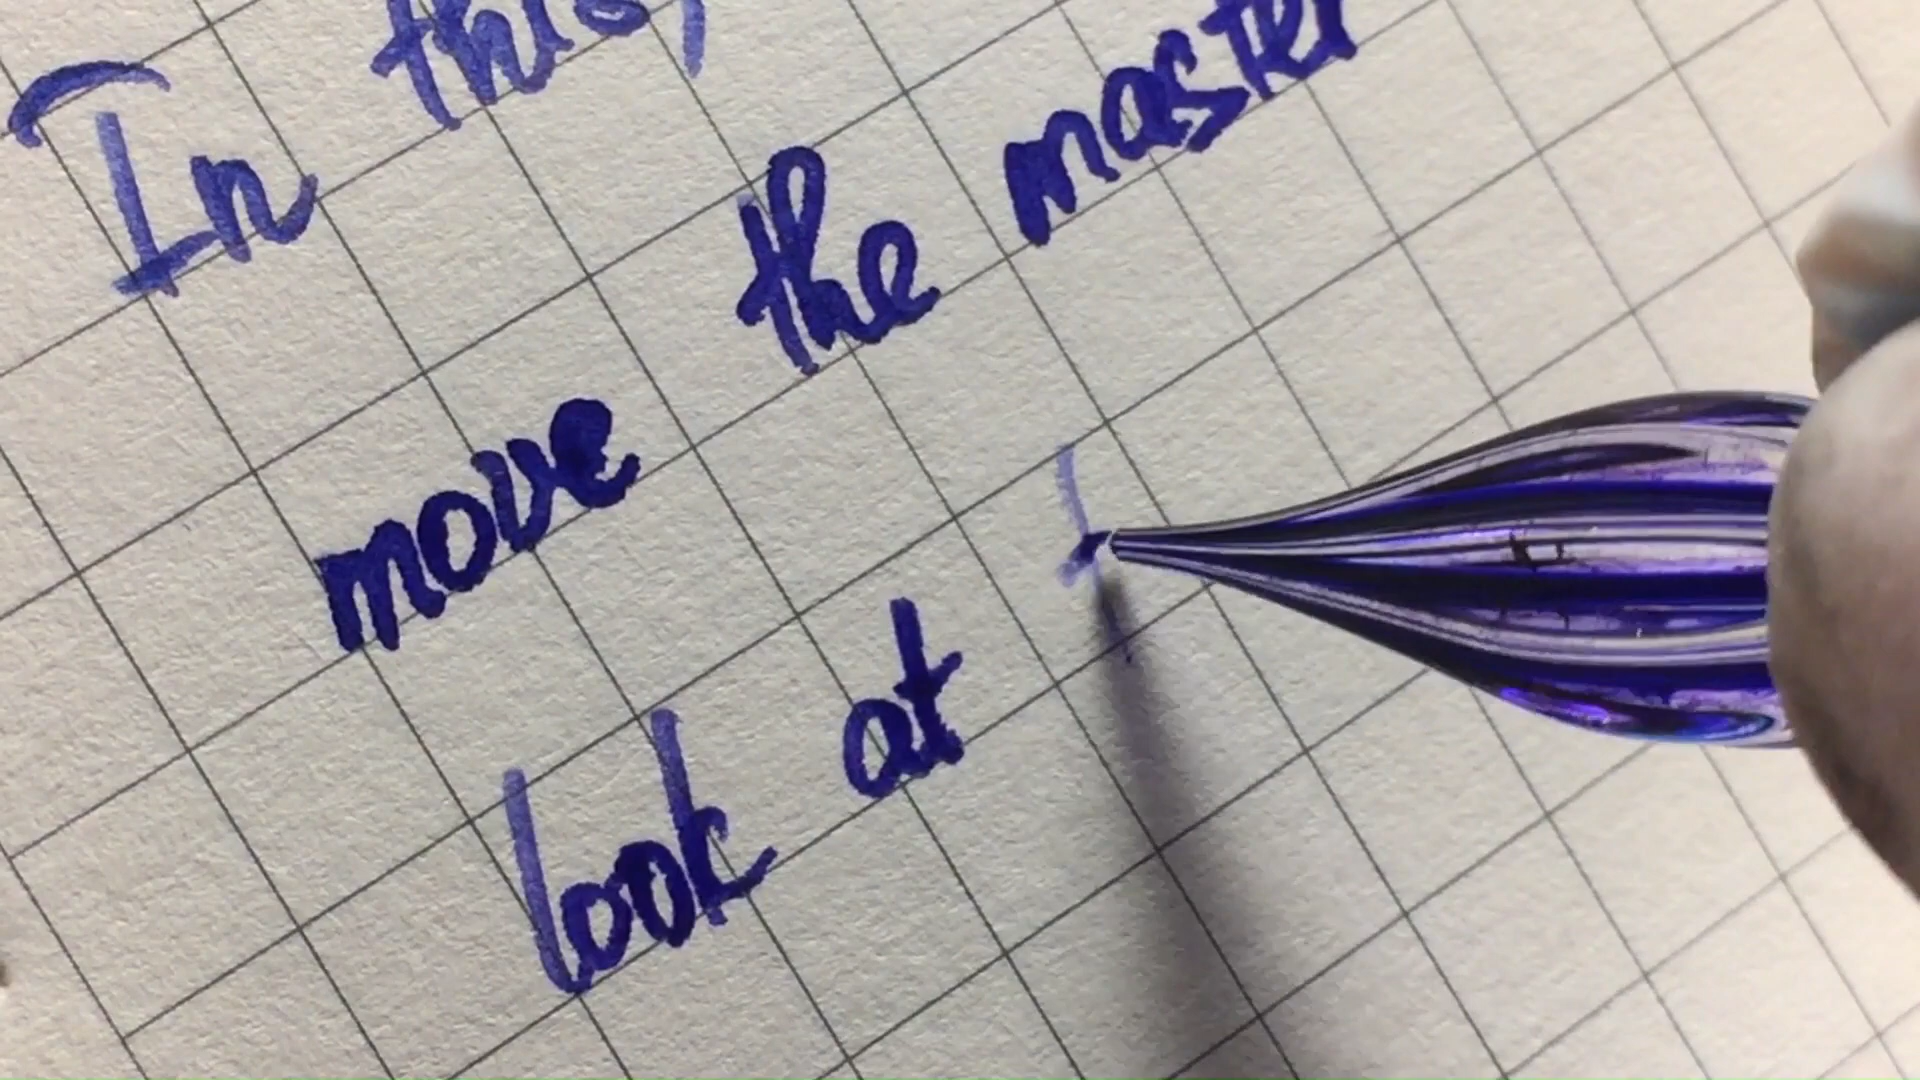 In this,
move the master
look at